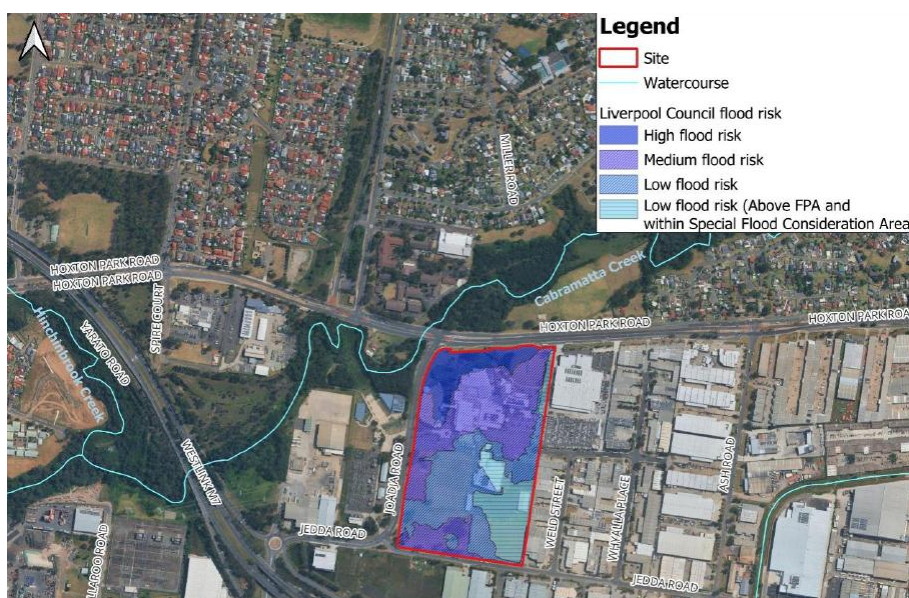 Legend
Site
Watercourse
Liverpool Council flood risk
High flood risk
Medium flood risk
Low flood risk
Low flood risk (Above FPA and
within Special Flood Consideration Area
MILLER ROAD
HOXTON PARK ROAD
HOXTON PARK ROAD
Cabramatta Creek
HOXTON PARK ROAD
HOXTON PARK ROAD
SPIRE COURT
YARATO ROAD
Hinchinbrook Creek
WESTLINK M7
JOADJA ROAD
ASH ROAD
WELD STREET
WHYALLA PLACE
JEDDA ROAD
JEDDA ROAD
LLAROO ROAD